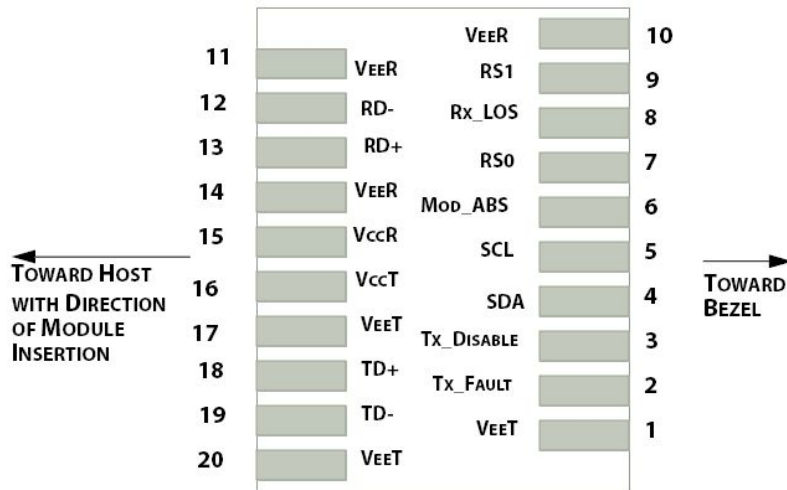 11 VEER
12 RD-
13 RD+
14 VEER
15 VCCR
16 VCCT
17 VEET
18 TD+
19 TD-
20 VEET
VEER 10
RS1 9
RX_LOS 8
RS0 7
MOD_ABS 6
SCL 5
SDA 4
TX_DISABLE 3
TX_FAULT 2
VEET 1
TOWARD HOST
WITH DIRECTION
OF MODULE
INSERTION
TOWARD
BEZEL